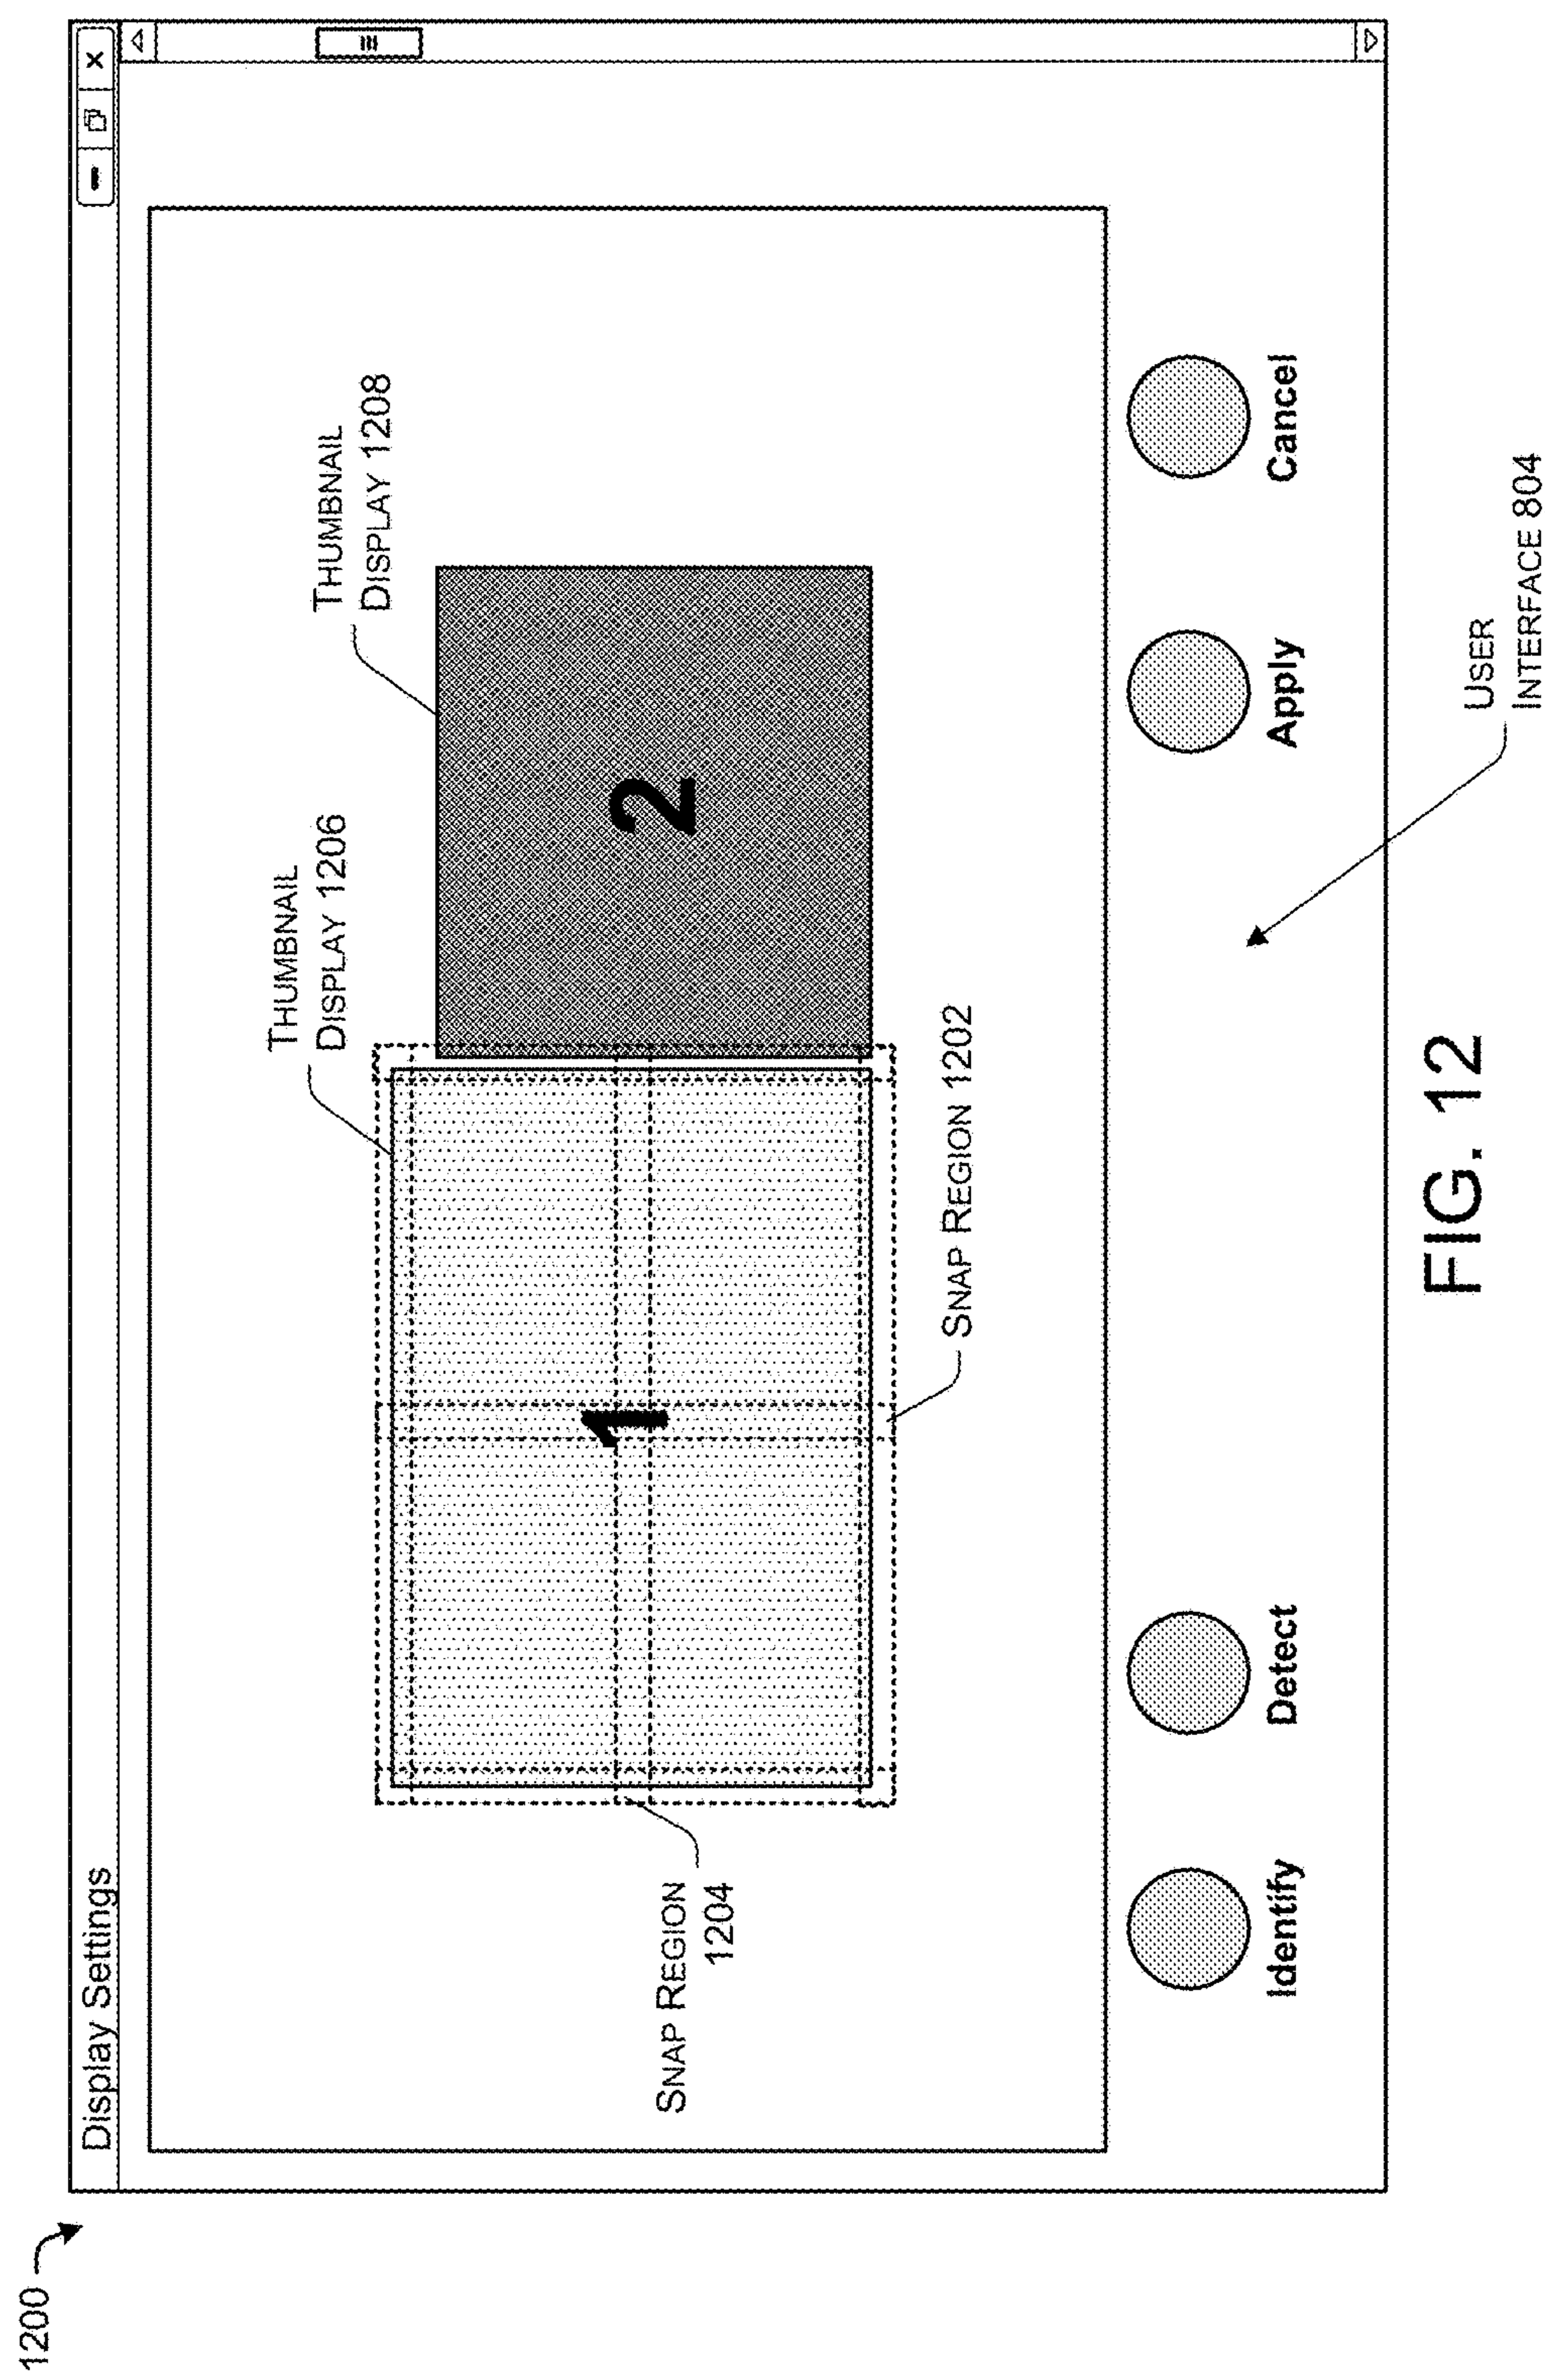 1200
Display Settings
THUMBNAIL
DISPLAY 1206
THUMBNAIL
DISPLAY 1208
1
2
SNAP REGION
1204
SNAP REGION 1202
Identify
Detect
Apply
Cancel
USER
INTERFACE 804
FIG. 12